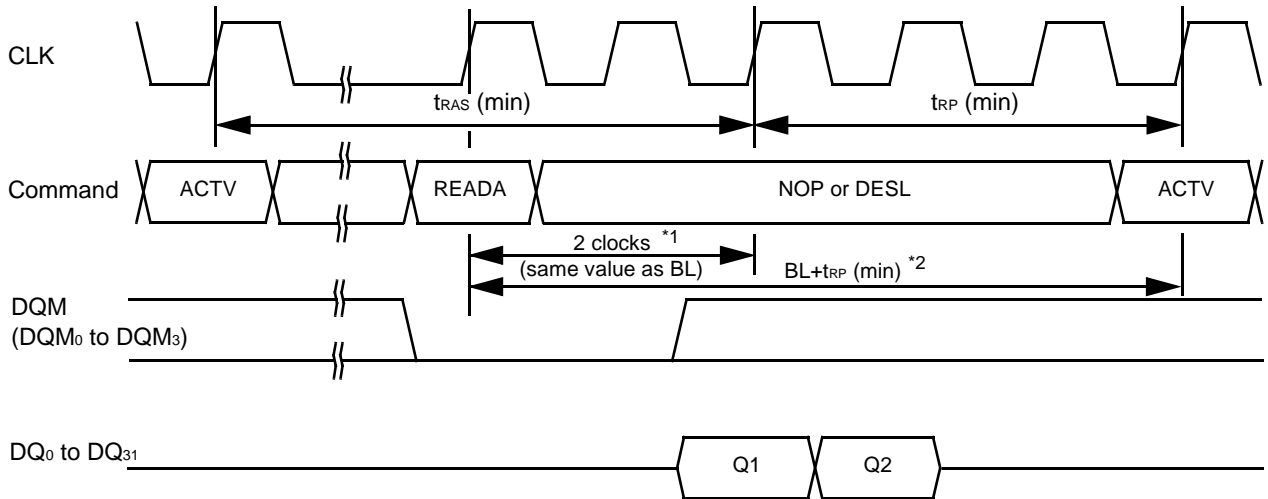 CLK
tRAS (min)
tRP (min)
Command
ACTV
READA
NOP or DESL
ACTV
2 clocks *1
(same value as BL)
BL+tRP (min) *2
DQM
(DQM0 to DQM3)
DQ0 to DQ31
Q1
Q2